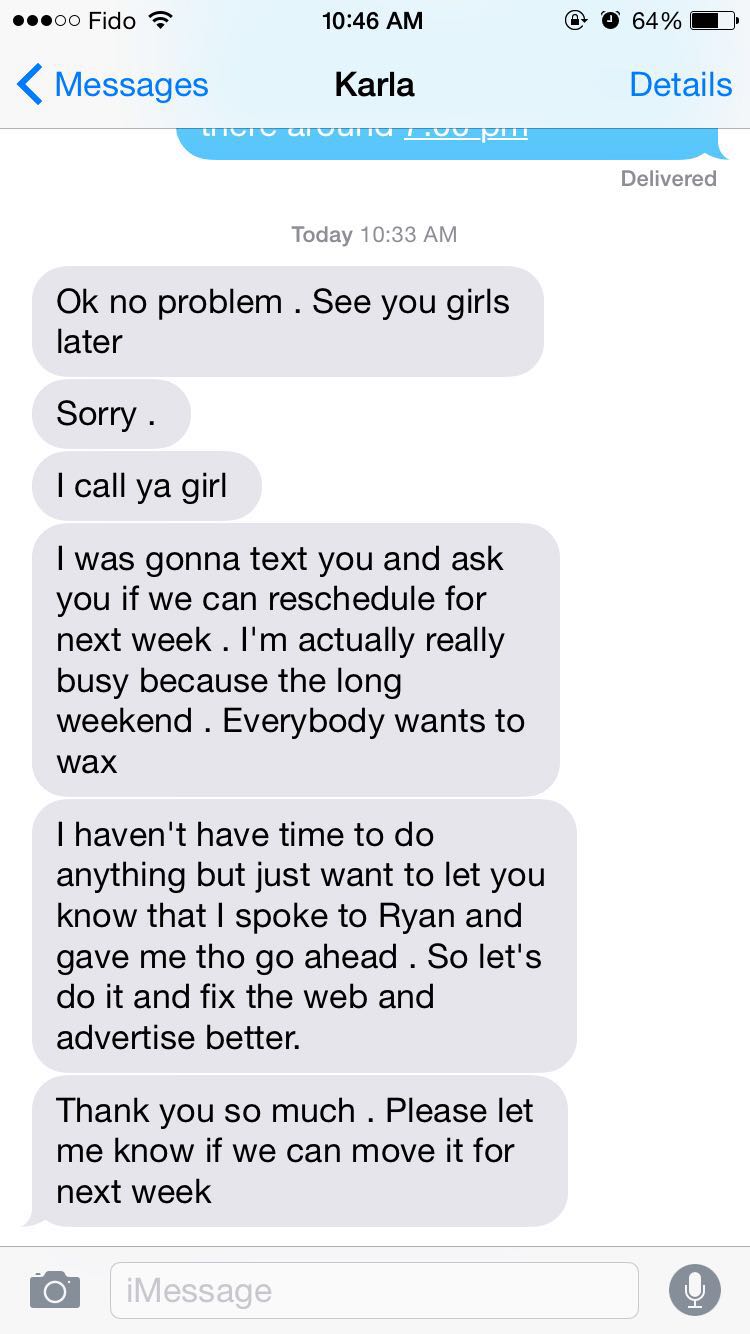 Fido 10:46 AM 64%
Messages Karla Details
there around 7:00 pm
Delivered
Today 10:33 AM
Ok no problem . See you girls
later
Sorry .
I call ya girl
I was gonna text you and ask
you if we can reschedule for
next week . I'm actually really
busy because the long
weekend . Everybody wants to
wax
I haven't have time to do
anything but just want to let you
know that I spoke to Ryan and
gave me tho go ahead . So let's
do it and fix the web and
advertise better.
Thank you so much . Please let
me know if we can move it for
next week
iMessage